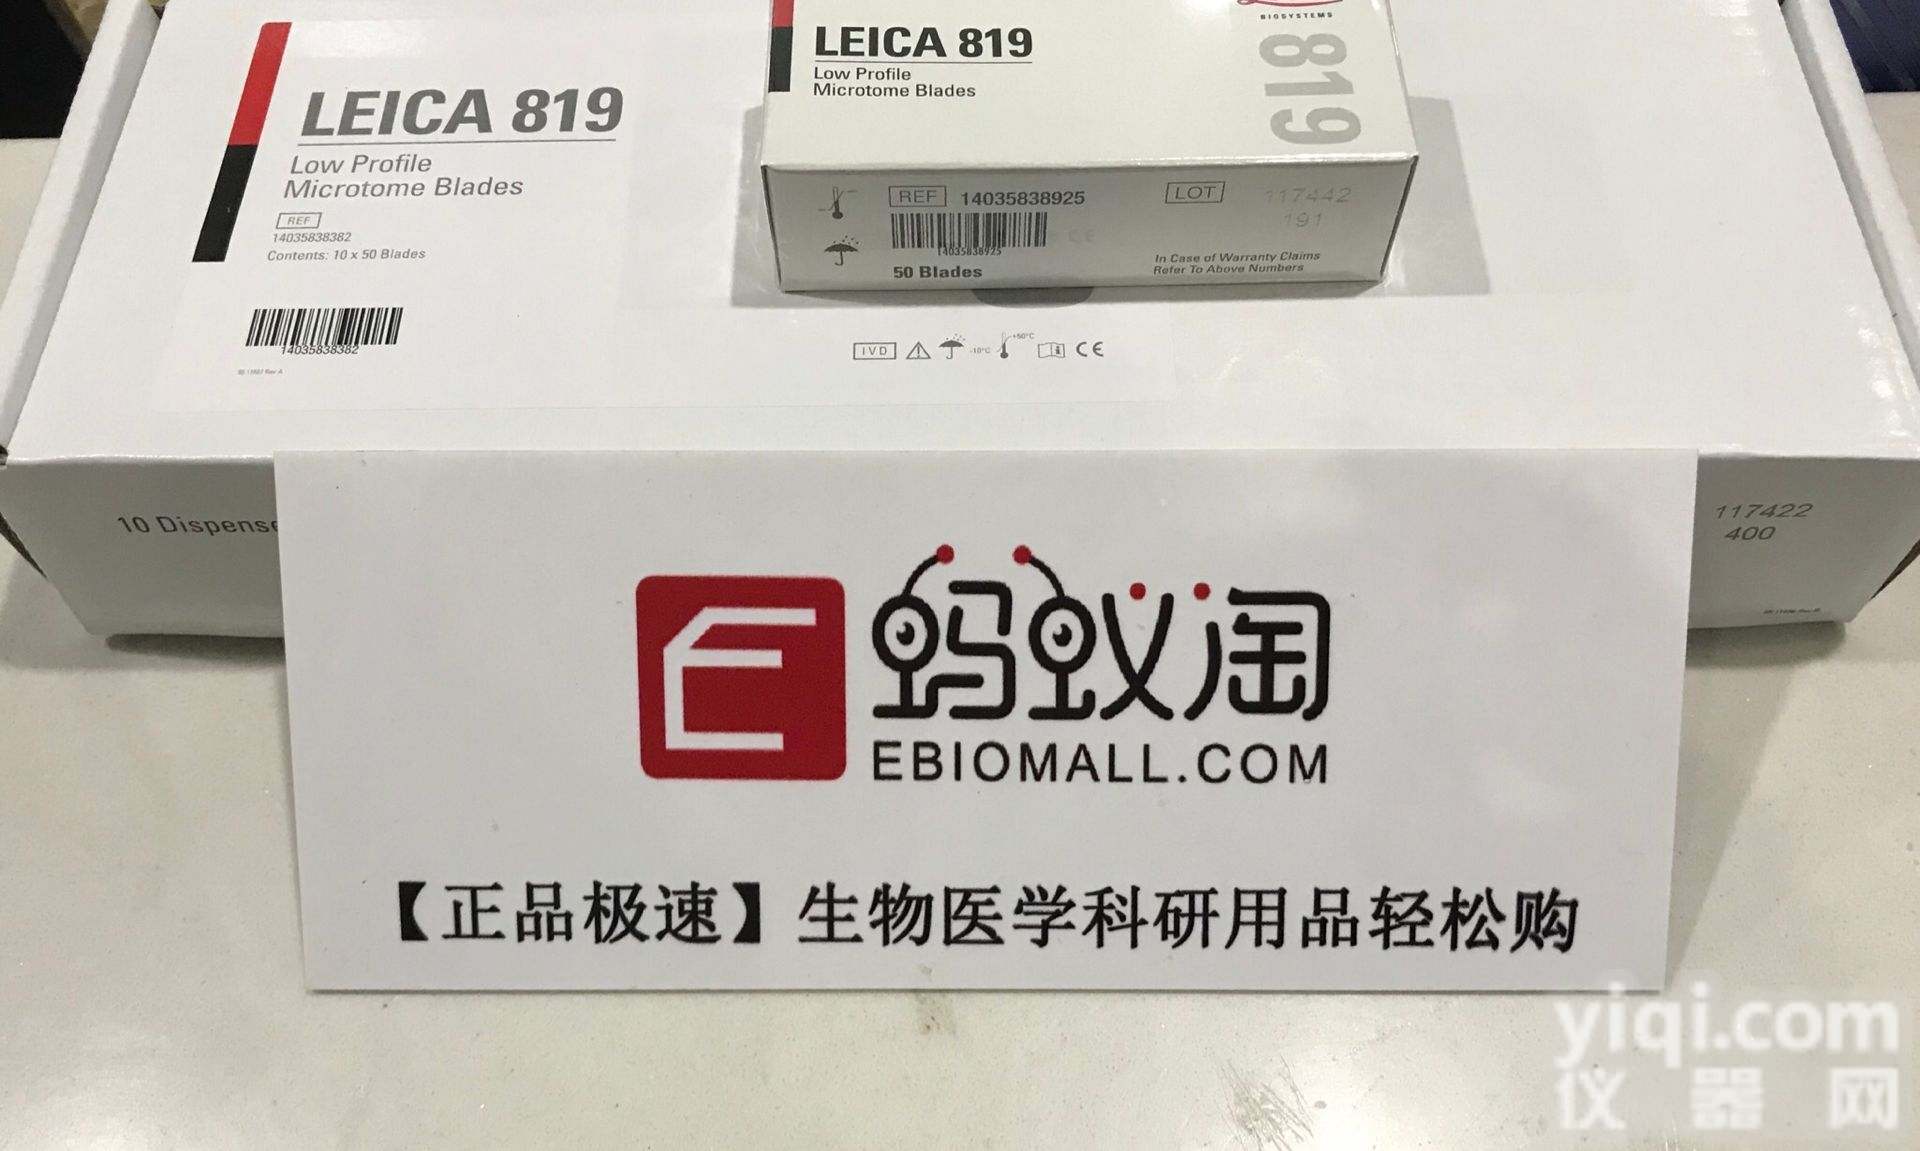 BIOSYSTEMS
LEICA 819
Low Profile
Microtome Blades
819
REF 14035838925
14035838925
50 Blades
LOT 117442
191
In Case of Warranty Claims
Refer To Above Numbers
LEICA 819
Low Profile
Microtome Blades
REF
14035838382
Contents: 10 x 50 Blades
14035838382
IVD -10°C +50°C CE
10 Dispense
117422
400
E 蚂蚁淘
EBIOMALL.COM
【正品极速】生物医学科研用品轻松购
yiqi.com
仪器网